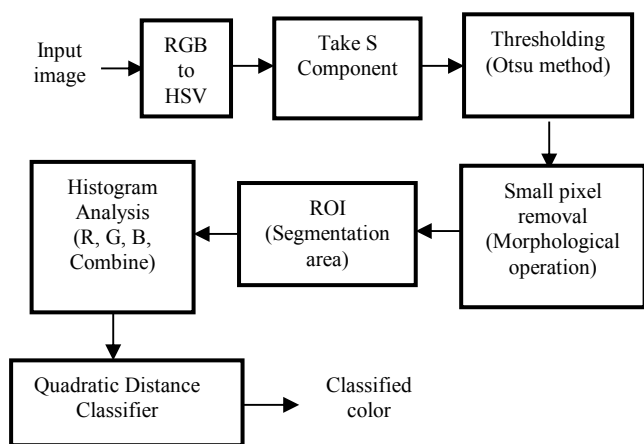 Input
image
RGB
to
HSV
Take S
Component
Thresholding
(Otsu method)
Small pixel
removal
(Morphological
operation)
ROI
(Segmentation
area)
Histogram
Analysis
(R, G, B,
Combine)
Quadratic Distance
Classifier
Classified
color